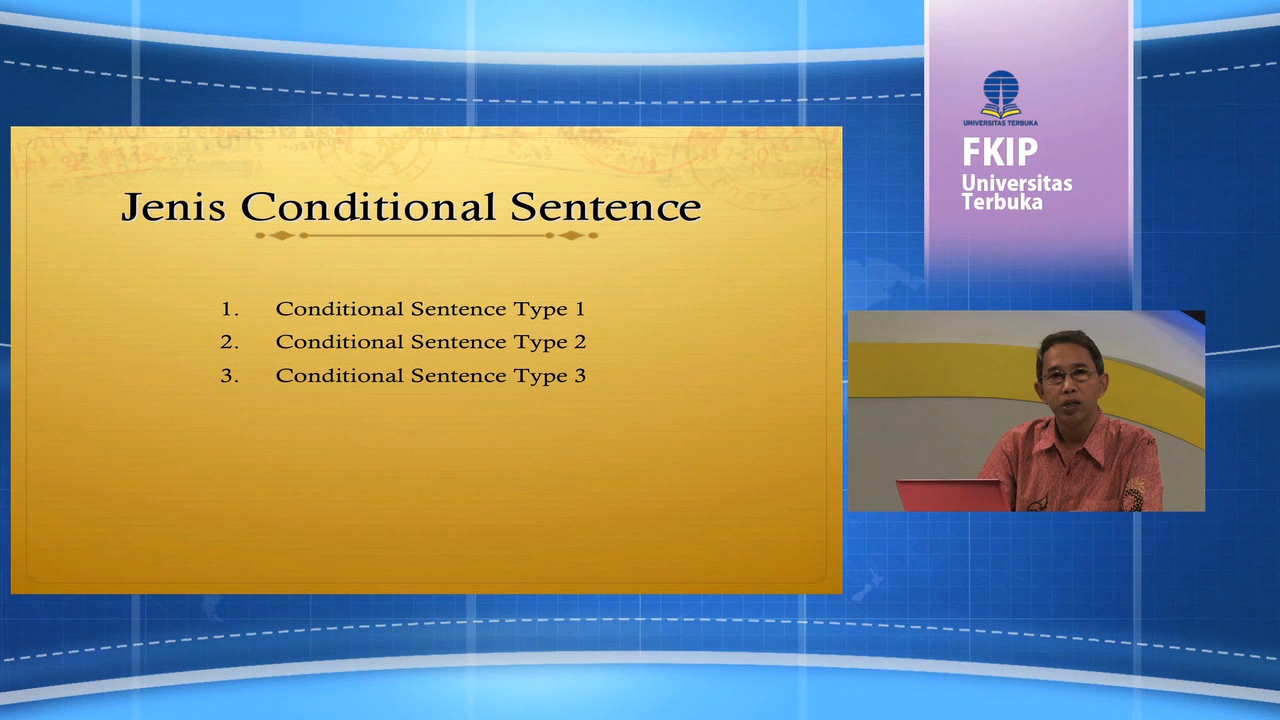 UNIVERSITAS TERBUKA
FKIP
Universitas
Terbuka
Jenis Conditional Sentence
1. Conditional Sentence Type 1
2. Conditional Sentence Type 2
3. Conditional Sentence Type 3